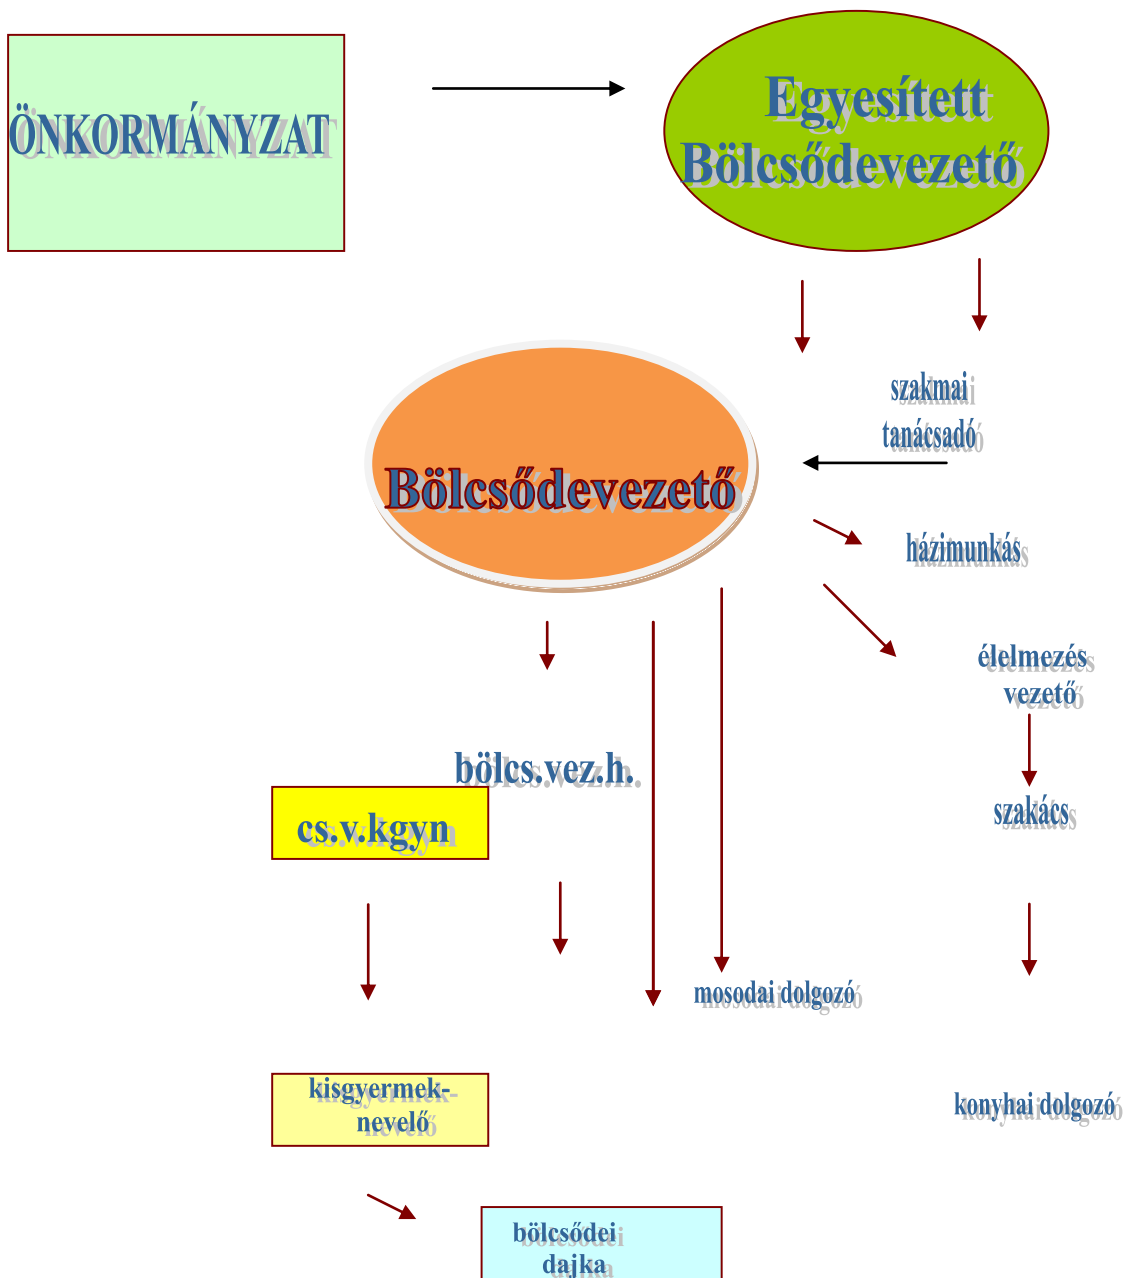 ÖNKORMÁNYZAT
Egyesített
Bölcsődevezető
szakmai
tanácsadó
Bölcsődevezető
házimunkás
élelmezés
vezető
bölcs.vez.h.
szakács
cs.v.kgyn
mosodai dolgozó
kisgyermek-
nevelő
konyhai dolgozó
bölcsődei
dajka